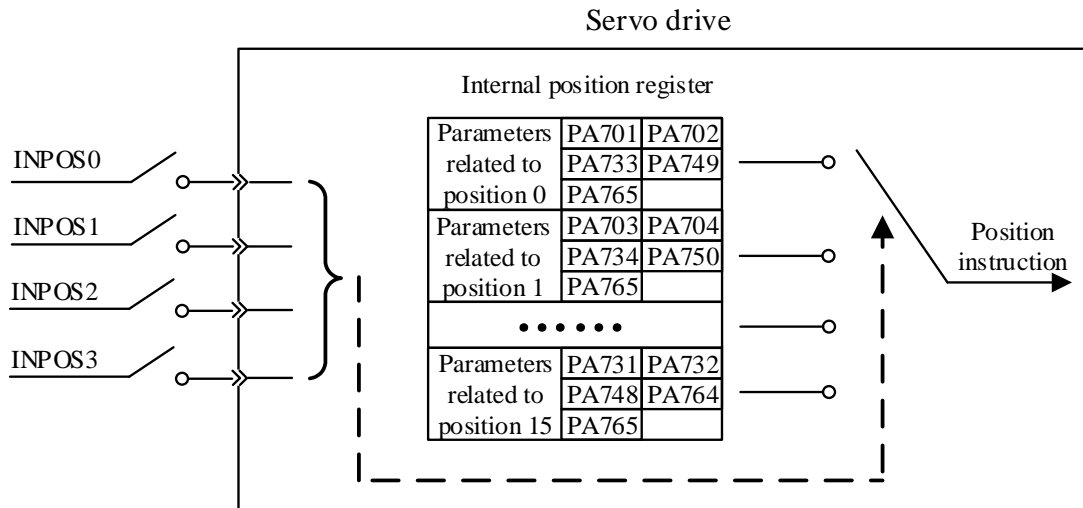 Servo drive
Internal position register
INPOS0
INPOS1
INPOS2
INPOS3
Parameters
related to
position 0
PA701 PA702
PA733 PA749
PA765
Parameters
related to
position 1
PA703 PA704
PA734 PA750
PA765
Parameters
related to
position 15
PA731 PA732
PA748 PA764
PA765
Position
instruction